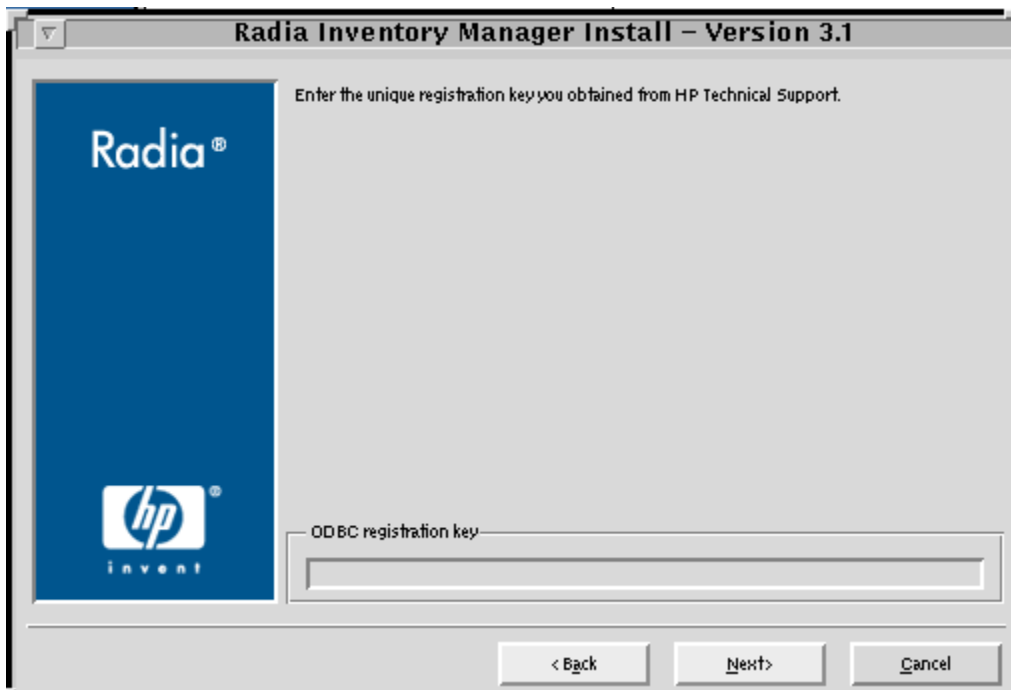 Radia Inventory Manager Install – Version 3.1
Enter the unique registration key you obtained from HP Technical Support.
Radia®
hp®
invent
ODBC registration key
< Back
Next>
Cancel